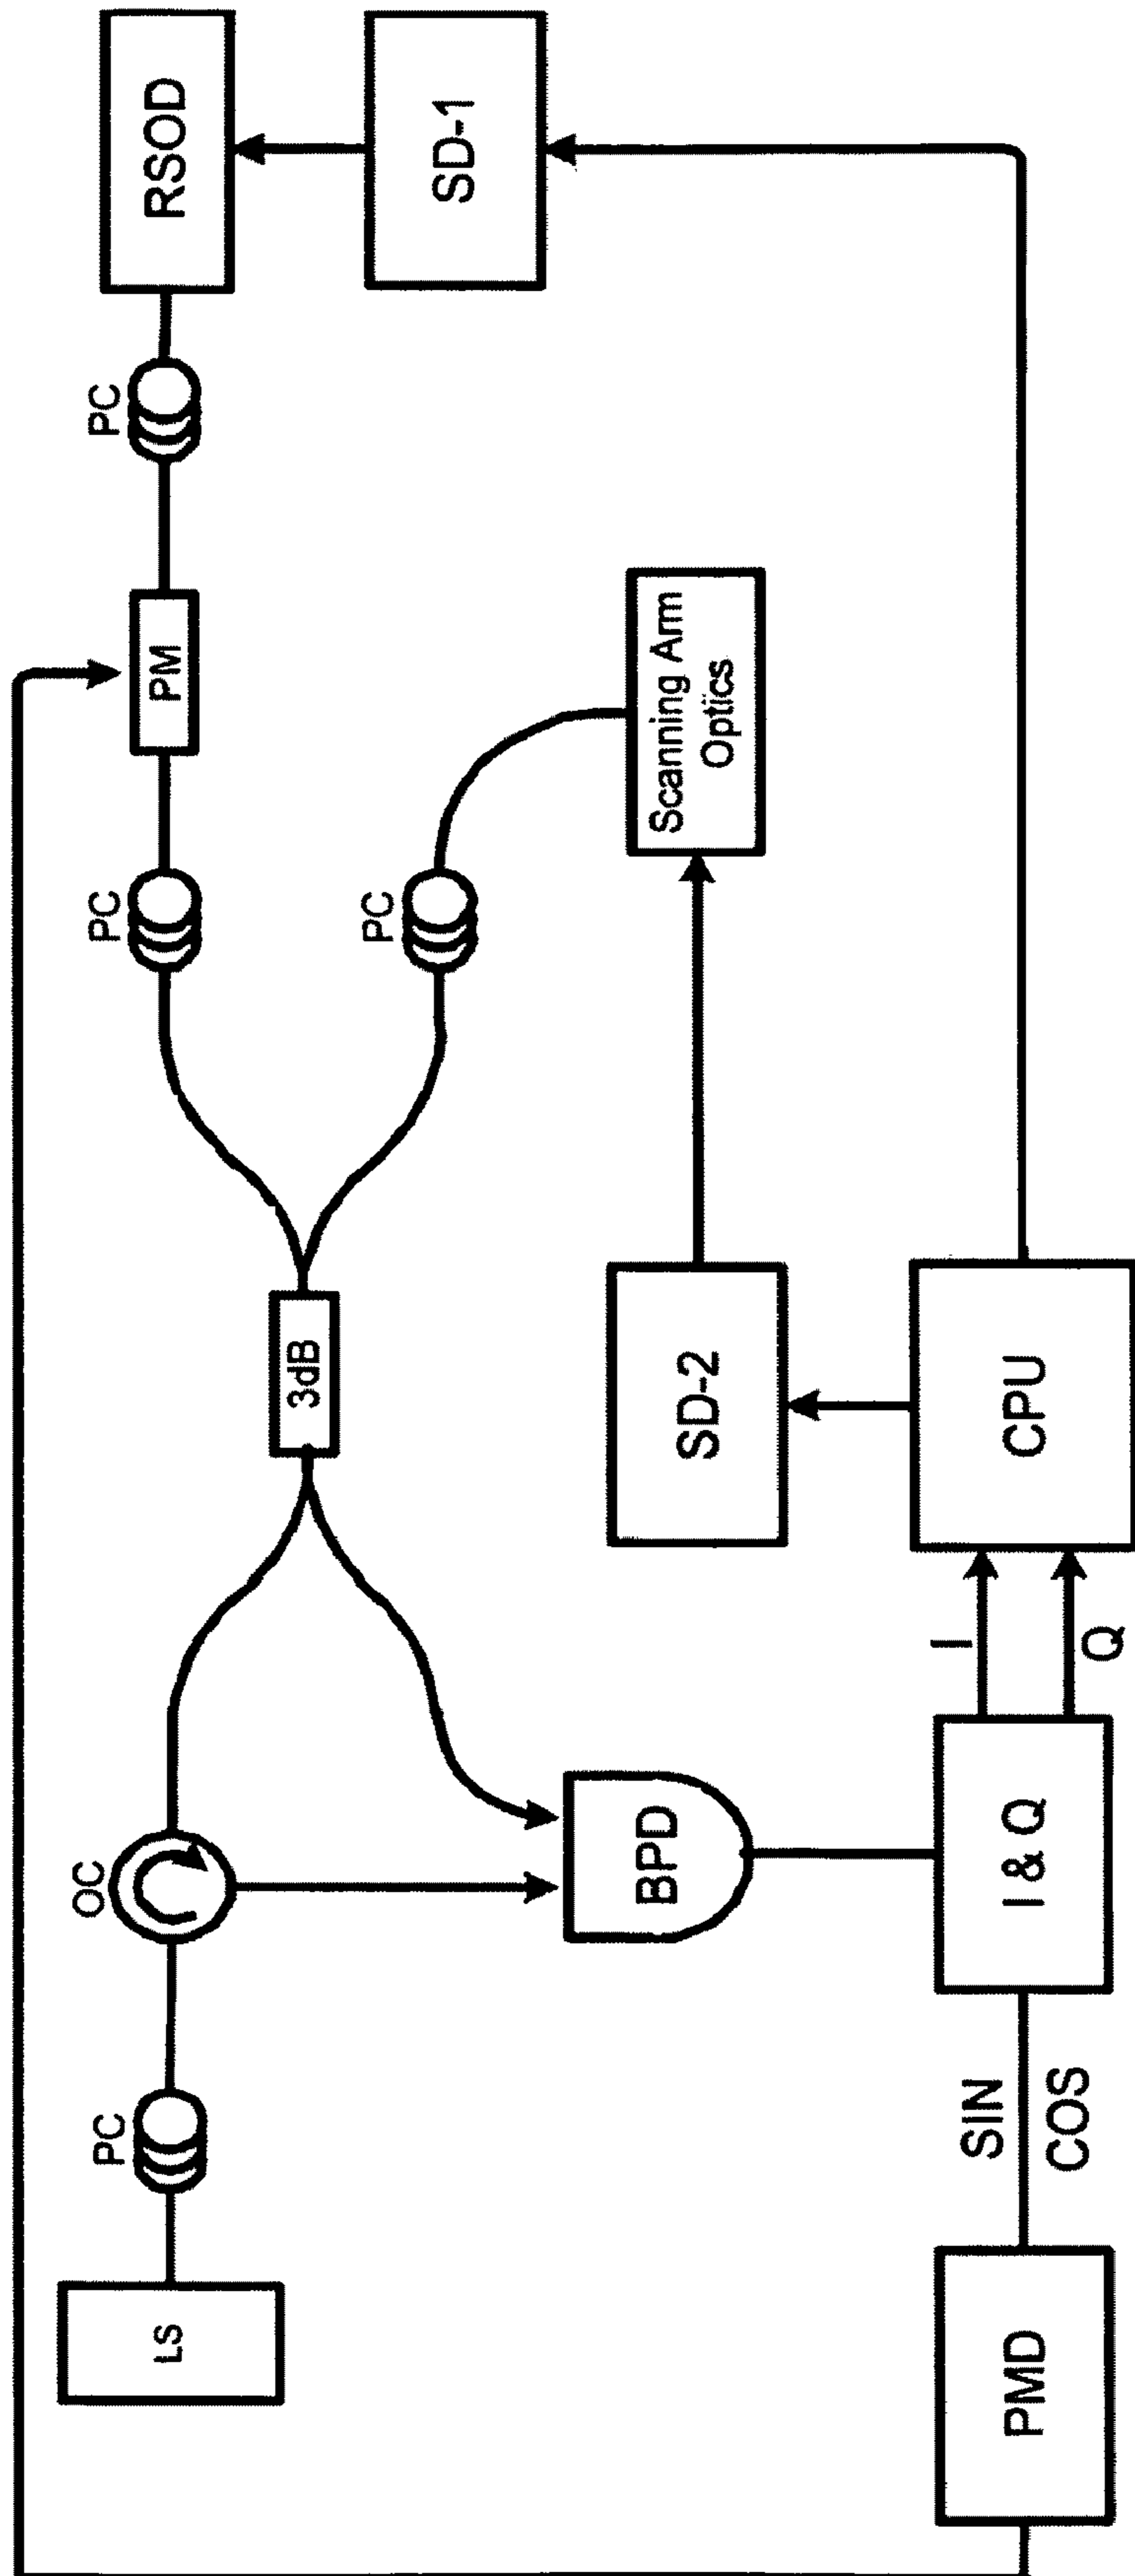 LS
PC
OC
3dB
PC
PM
PC
RSOD
PC
SD-1
Scanning Arm
Optics
BPD
SD-2
PMD
SIN
COS
I & Q
I
Q
CPU